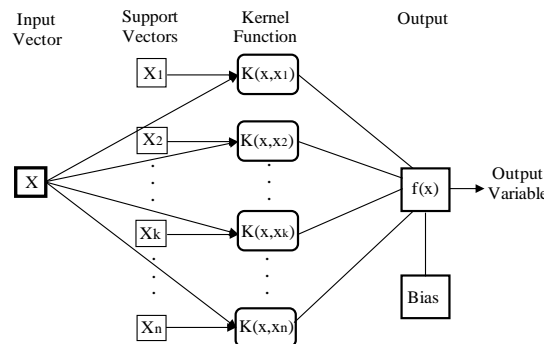 Input Vector
Support Vectors
Kernel Function
Output
X1
K(x,x1)
X2
K(x,x2)
X
f(x)
Output Variable
Xk
K(x,xk)
Bias
Xn
K(x,xn)